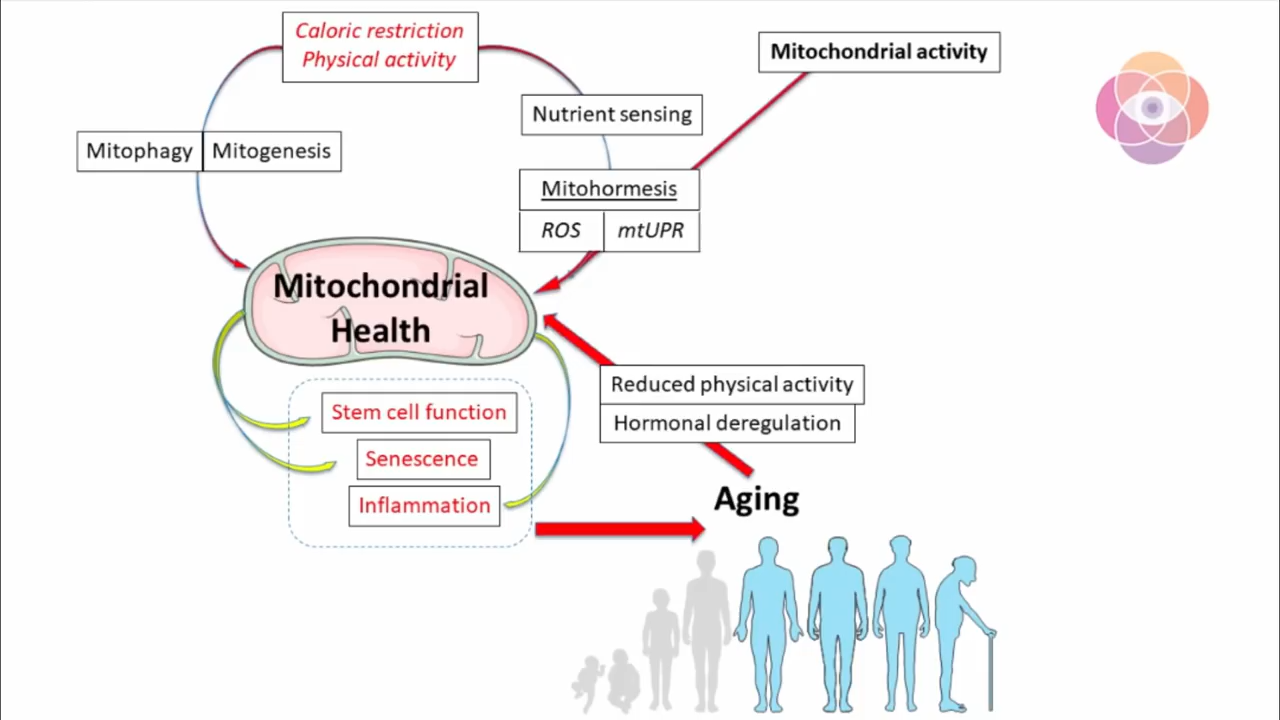 Caloric restriction
Physical activity
Mitochondrial activity
Nutrient sensing
Mitophagy
Mitogenesis
Mitohormesis
ROS
mtUPR
Mitochondrial
Health
Reduced physical activity
Hormonal deregulation
Stem cell function
Senescence
Inflammation
Aging